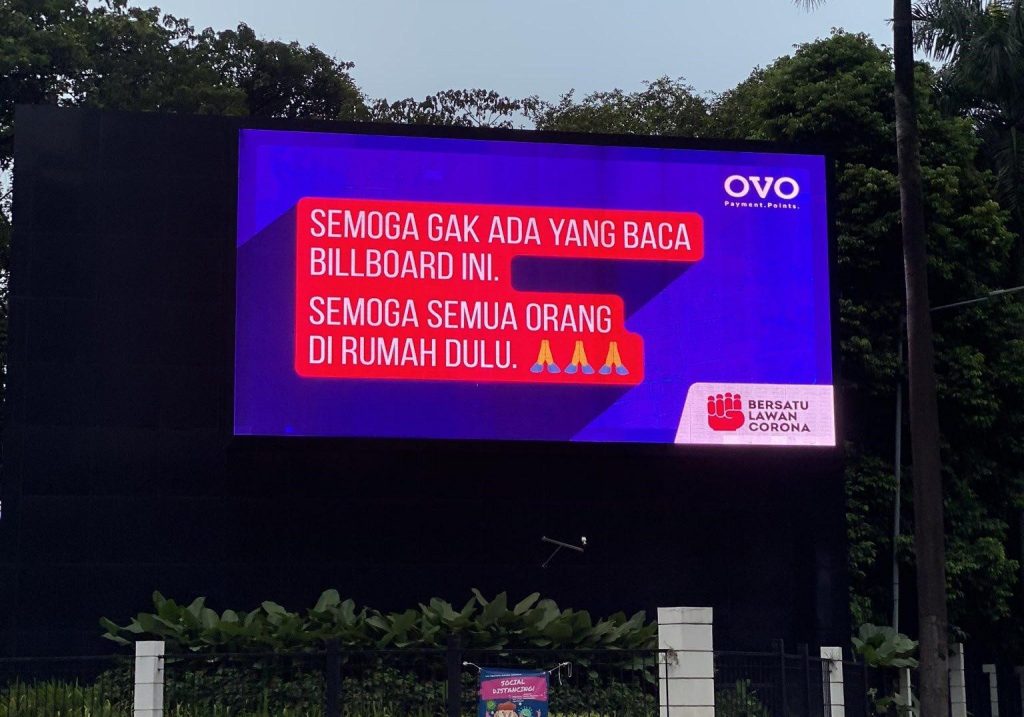 OVO
Payment.Points.
SEMOGA GAK ADA YANG BACA
BILLBOARD INI.
SEMOGA SEMUA ORANG
DI RUMAH DULU. 🙏🙏🙏
BERSATU
LAWAN
CORONA
SOCIAL
DISTANCING!